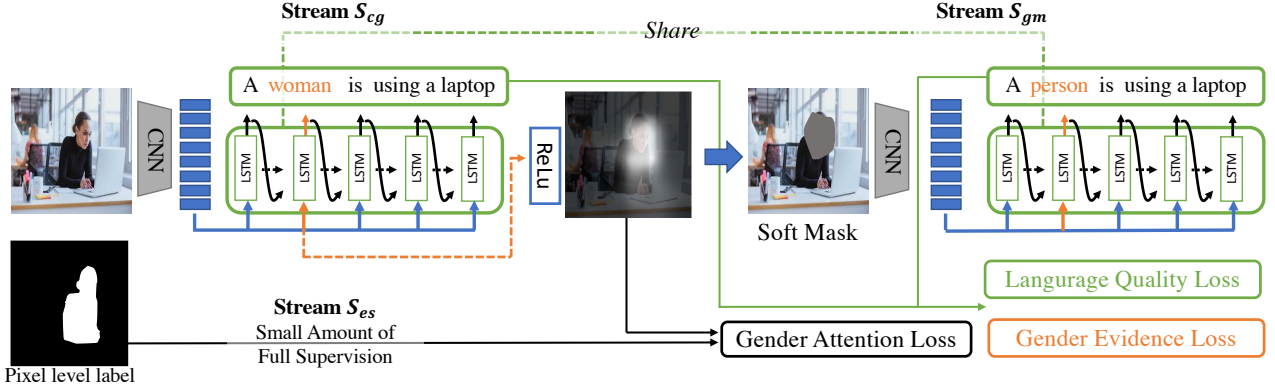 Stream S_cg
Stream S_gm
Share
A woman is using a laptop
A person is using a laptop
CNN
LSTM
LSTM
LSTM
LSTM
LSTM
ReLu
CNN
LSTM
LSTM
LSTM
LSTM
LSTM
Soft Mask
Langurage Quality Loss
Stream S_es
Small Amount of
Full Supervision
Gender Attention Loss
Gender Evidence Loss
Pixel level label